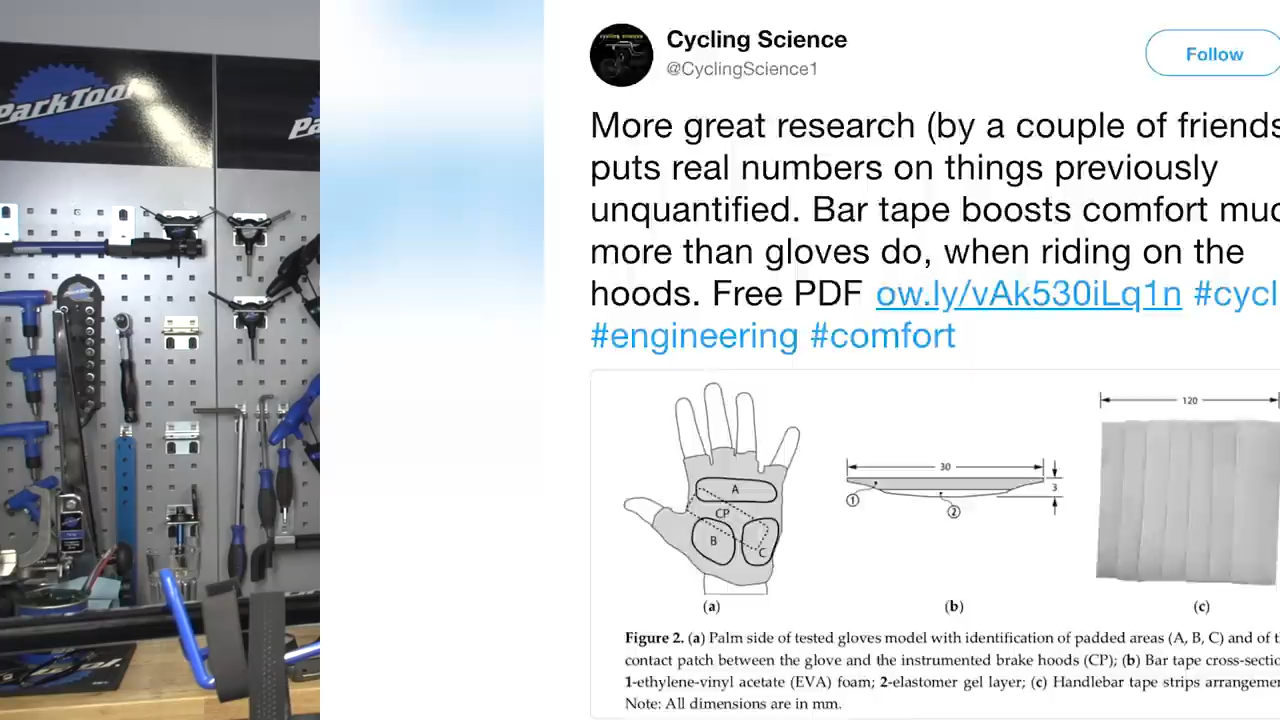 ParkTool
Cycling Science
@CyclingScience1
Follow
More great research (by a couple of friends
puts real numbers on things previously
unquantified. Bar tape boosts comfort muc
more than gloves do, when riding on the
hoods. Free PDF ow.ly/vAk530iLq1n #cycl
#engineering #comfort
A
CP
B
C
30
3
1
2
120
(a)
(b)
(c)
Figure 2. (a) Palm side of tested gloves model with identification of padded areas (A, B, C) and of t
contact patch between the glove and the instrumented brake hoods (CP); (b) Bar tape cross-sectio
1-ethylene-vinyl acetate (EVA) foam; 2-elastomer gel layer; (c) Handlebar tape strips arrangemen
Note: All dimensions are in mm.